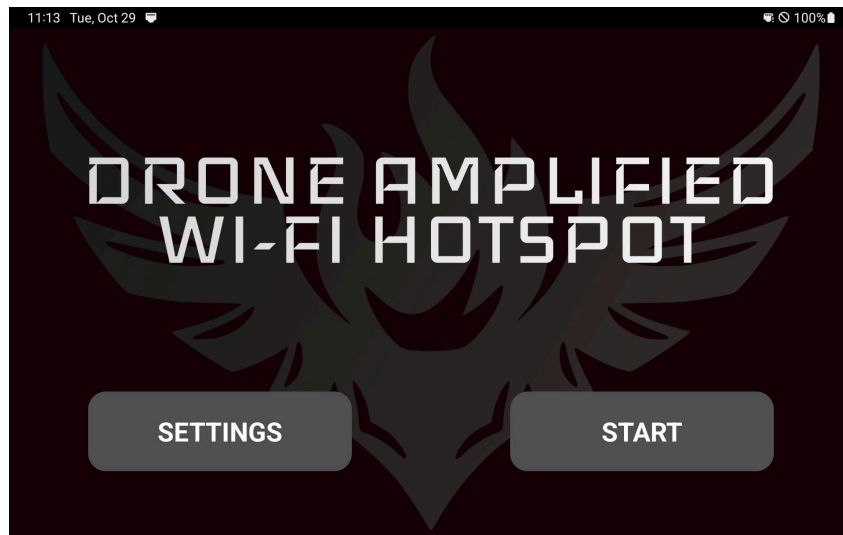 11:13 Tue, Oct 29 100%
DRONE AMPLIFIED
WI-FI HOTSPOT
SETTINGS START